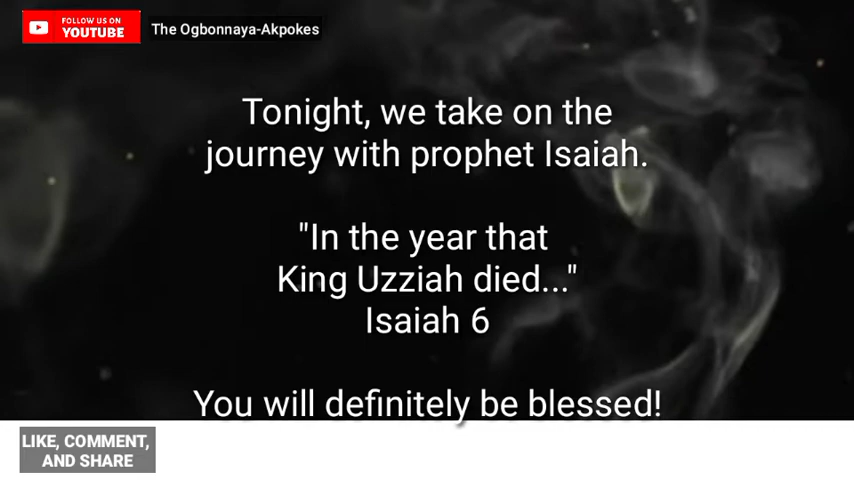 FOLLOW US ON
YOUTUBE
The Ogbonnaya-Akpokes
Tonight, we take on the
journey with prophet Isaiah.
"In the year that
King Uzziah died..."
Isaiah 6
You will definitely be blessed!
LIKE, COMMENT,
AND SHARE